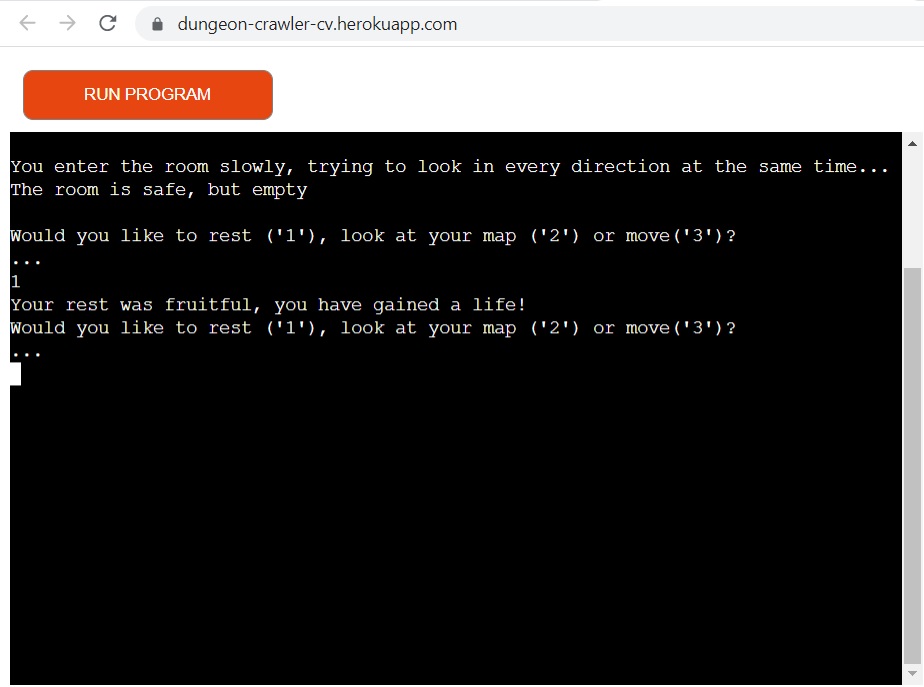 dungeon-crawler-cv.herokuapp.com
RUN PROGRAM
You enter the room slowly, trying to look in every direction at the same time...
The room is safe, but empty
Would you like to rest ('1'), look at your map ('2') or move('3')?
...
1
Your rest was fruitful, you have gained a life!
Would you like to rest ('1'), look at your map ('2') or move('3')?
...